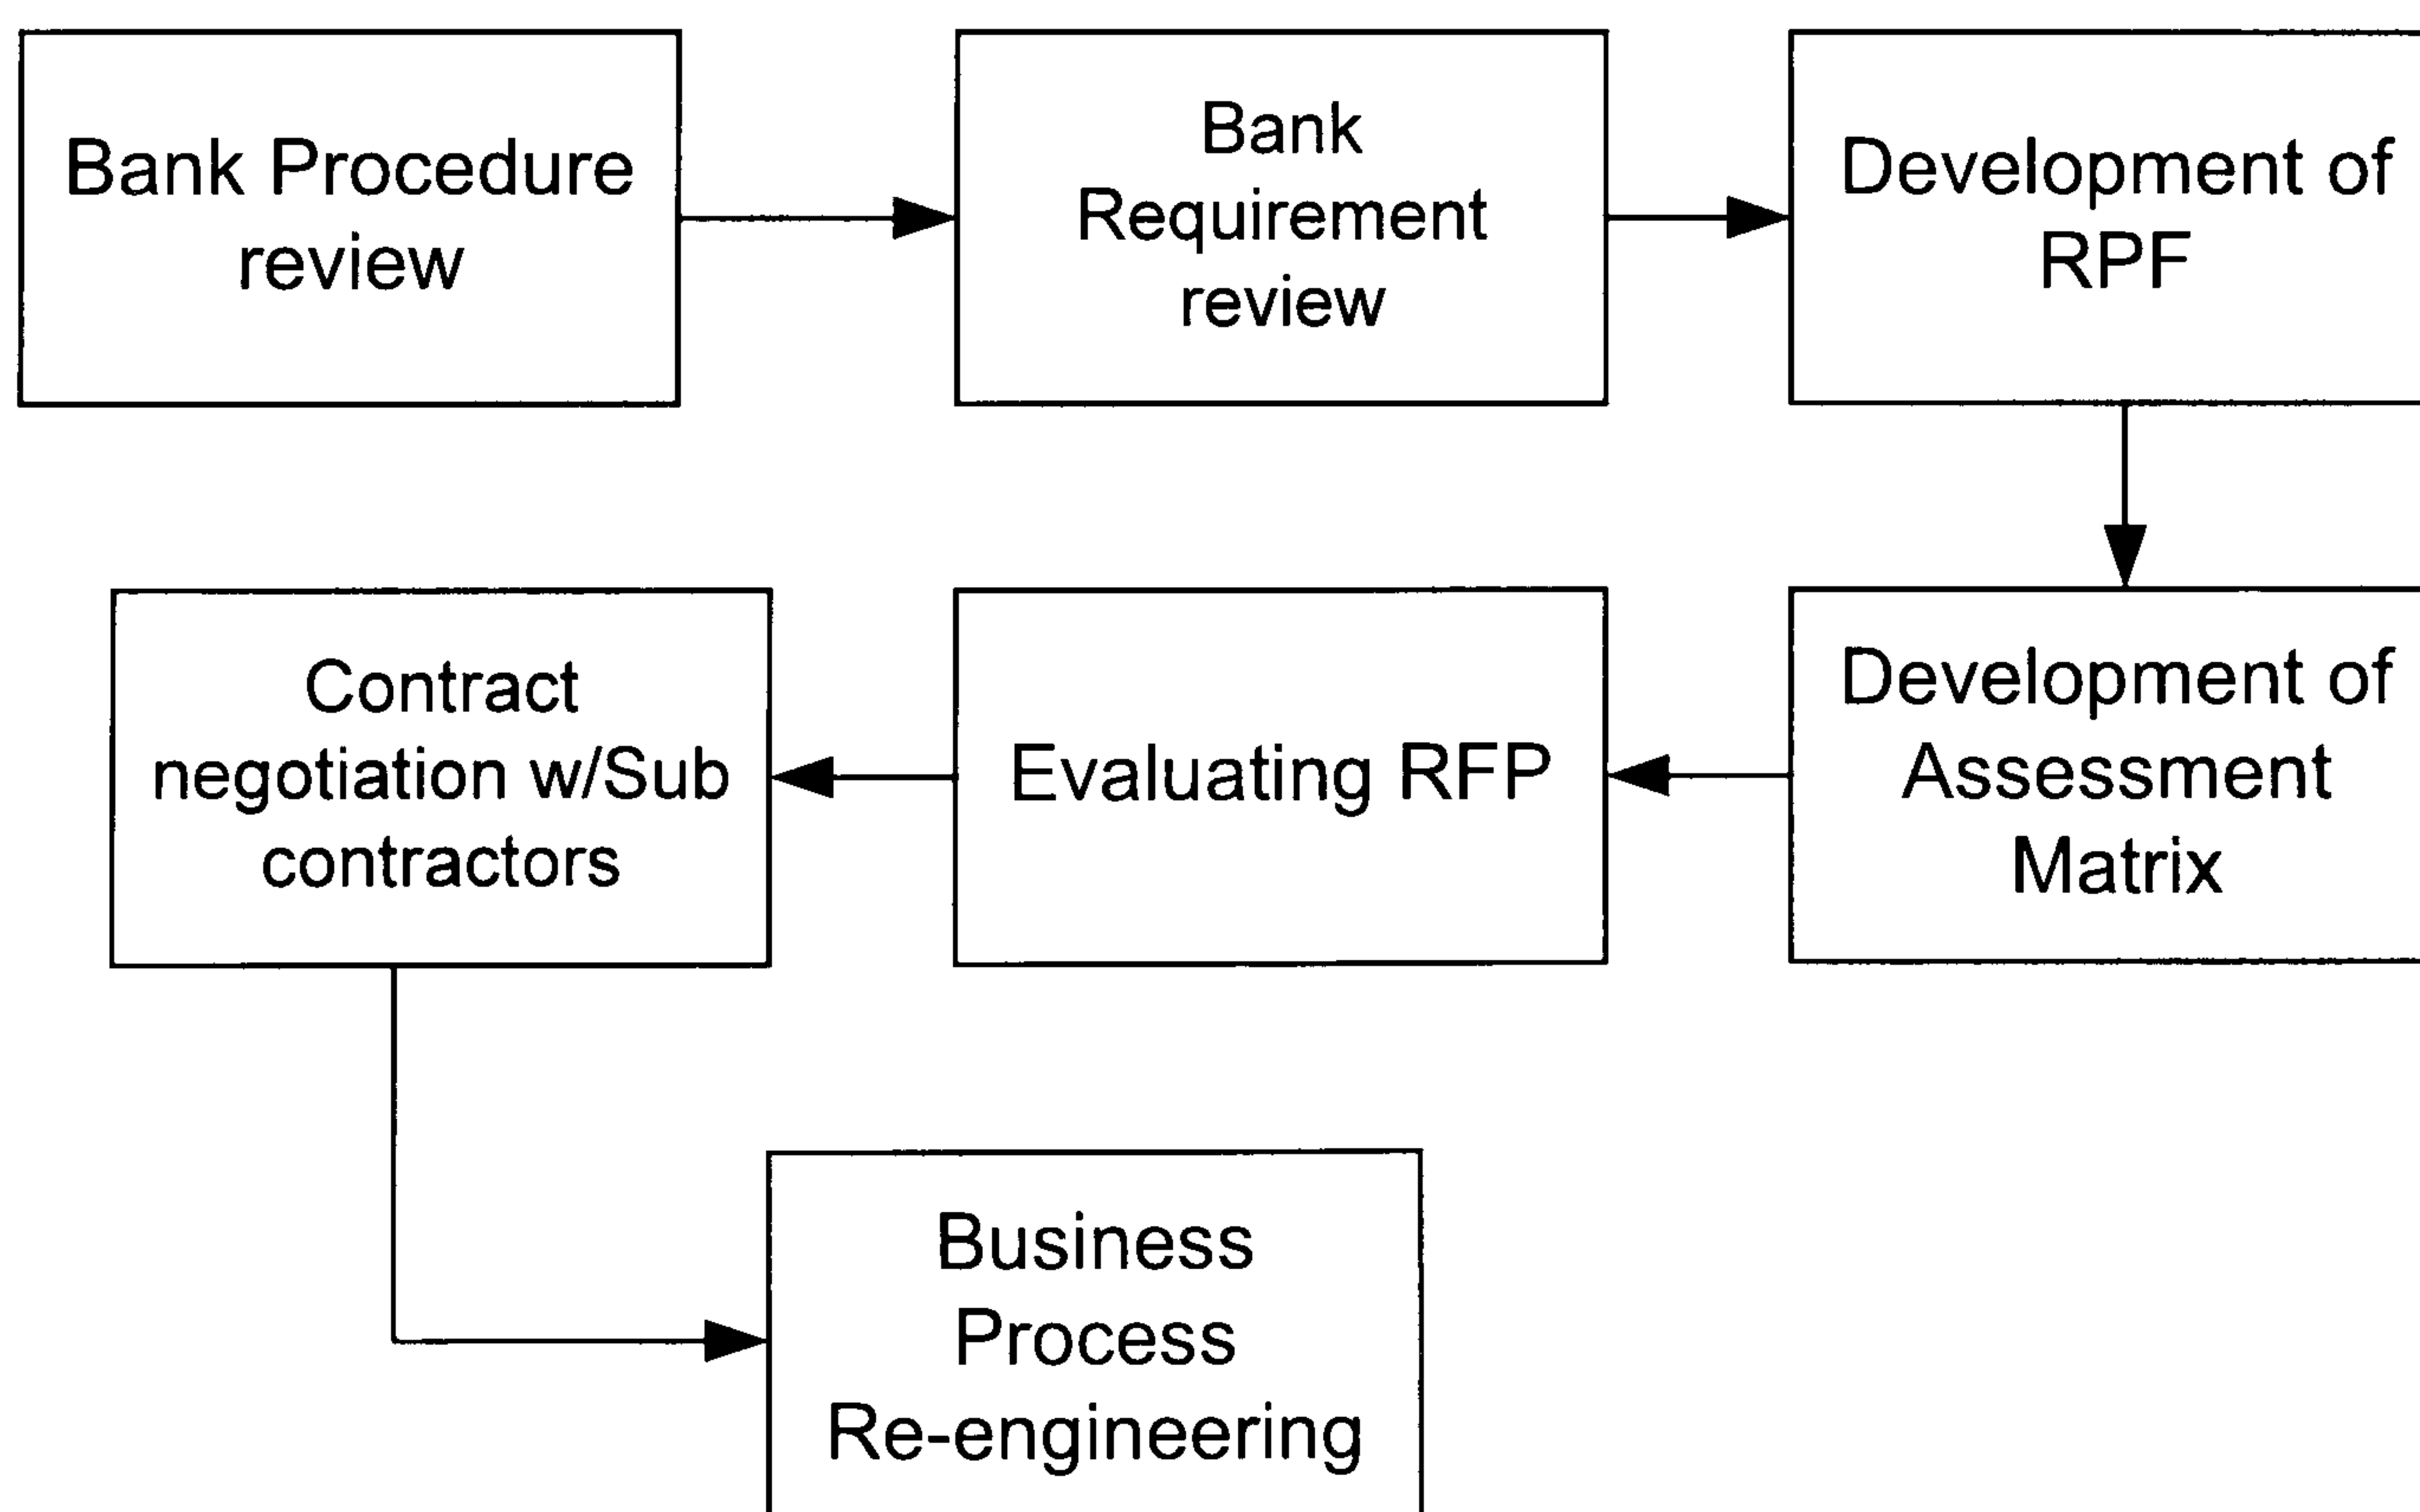 Bank Procedure
review
Bank
Requirement
review
Development of
RPF
Development of
Assessment
Matrix
Evaluating RFP
Contract
negotiation w/Sub
contractors
Business
Process
Re-engineering